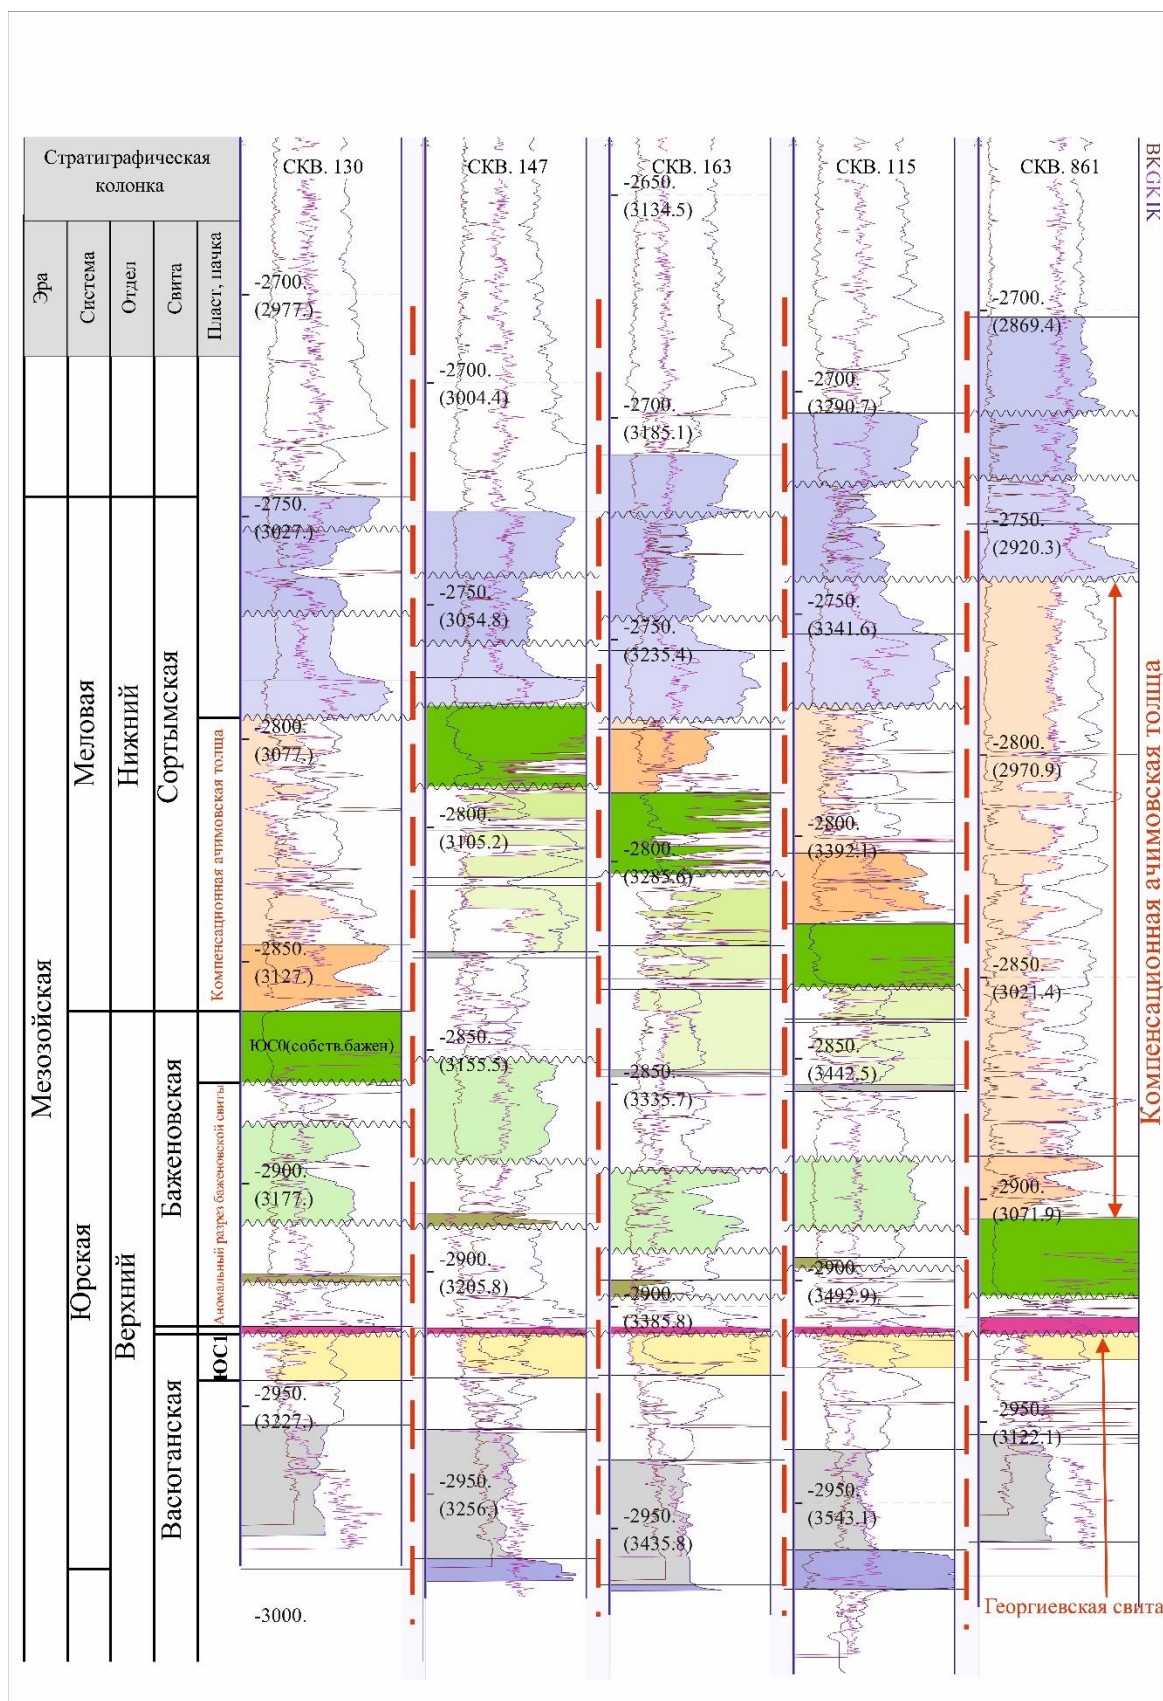 Стратиграфическая
колонка
Эра
Система
Отдел
Свита
Пласт, пачка
СКВ. 130
СКВ. 147
СКВ. 163
СКВ. 115
СКВ. 861
ВКGKIK
Мезозойская
Меловая
Юрская
Нижний
Верхний
Сортымская
Баженовская
Васюганская
Компенсационная ачимовская толща
Аномальный разрез баженовской свиты
ЮС1
ЮС0(собств.бажен)
-2700.
(2977.)
-2750.
(3027.)
-2800.
(3077.)
-2850.
(3127.)
-2900.
(3177.)
-2950.
(3227.)
-3000.
-2700.
(3004.4)
-2750.
(3054.8)
-2800.
(3105.2)
-2850.
(3155.5)
-2900.
(3205.8)
-2950.
(3256.)
-2650.
(3134.5)
-2700.
(3185.1)
-2750.
(3235.4)
-2800.
(3285.6)
-2850.
(3335.7)
-2900.
(3385.8)
-2950.
(3435.8)
-2700.
(3290.7)
-2750.
(3341.6)
-2800.
(3392.1)
-2850.
(3442.5)
-2900.
(3492.9)
-2950.
(3543.1)
-2700.
(2869.4)
-2750.
(2920.3)
-2800.
(2970.9)
-2850.
(3021.4)
-2900.
(3071.9)
-2950.
(3122.1)
Компенсационная ачимовская толща
Георгиевская свита